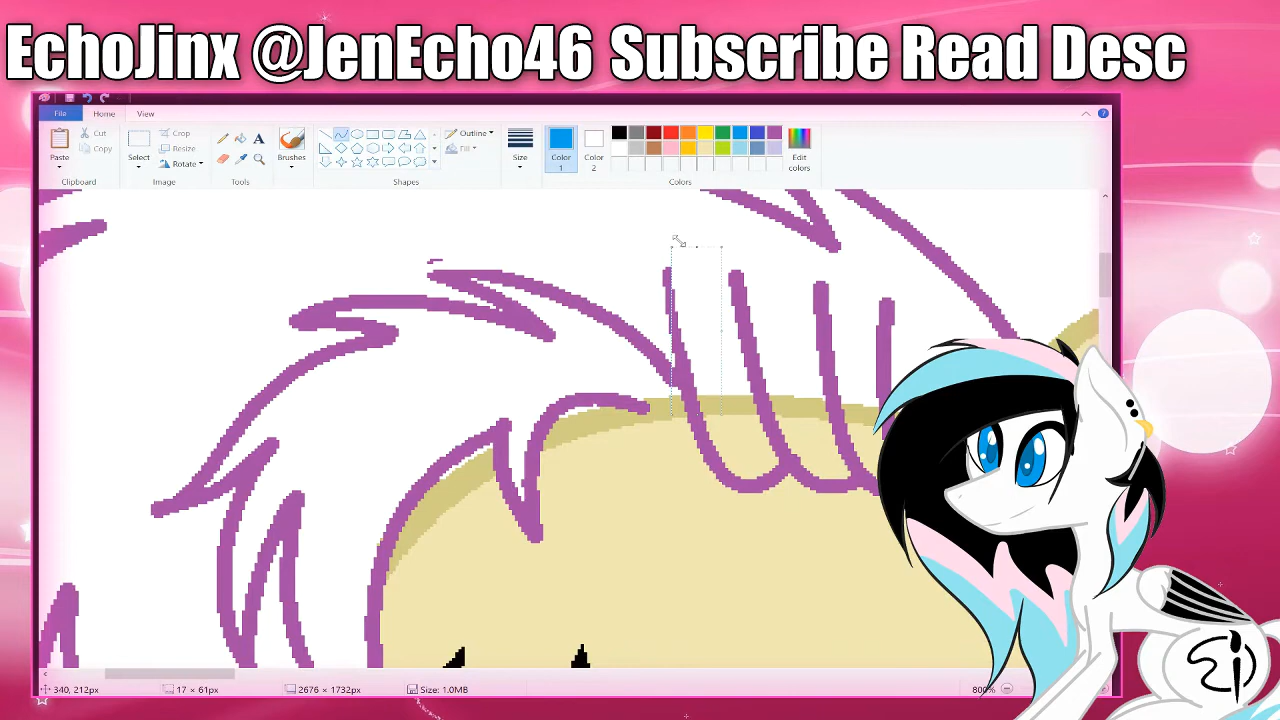 EchoJinx @JenEcho46 Subscribe Read Desc
File Home View
Paste
Cut
Copy
Clipboard
Select
Crop
Resize
Rotate
Image
A
Tools
Brushes
Outline
Fill
Shapes
Size
Color 1
Color 2
Edit colors
Colors
340, 212px
17 × 61px
2676 × 1732px
Size: 1.0MB
800%